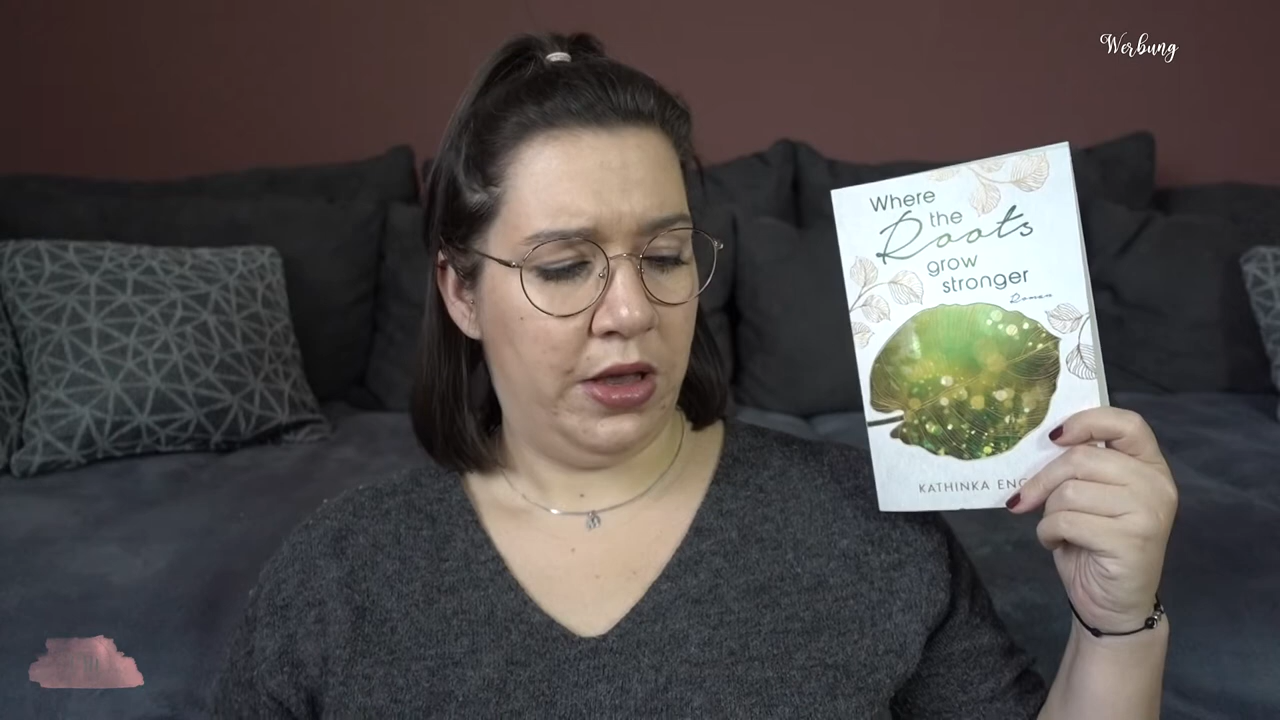 Werbung
Where
the
Roots
grow
stronger
Roman
KATHINKA ENG